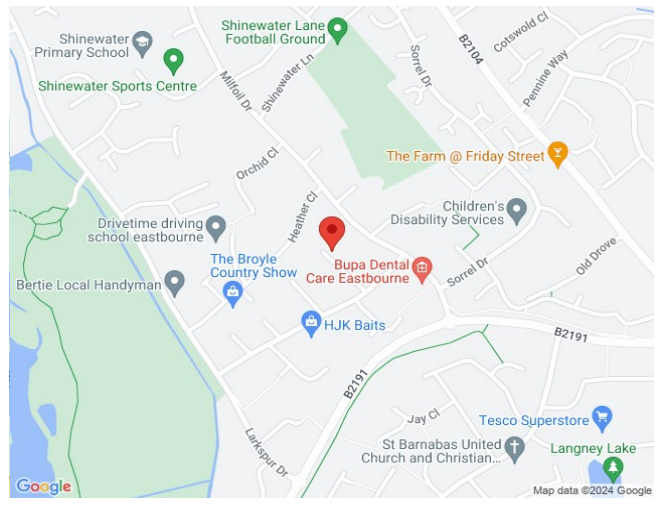 Shinewater Lane
Football Ground
Shinewater
Primary School
Shinewater Sports Centre
Milfoil Dr
Shinewater Ln
Sorrel Dr
B2104
Cotswold Cl
Pennine Way
The Farm @ Friday Street
Orchid Cl
Heather Cl
Children's
Disability Services
Drivetime driving
school eastbourne
The Broyle
Country Show
Bertie Local Handyman
Bupa Dental
Care Eastbourne
Sorrel Dr
Old Drove
HJK Baits
B2191
B2191
Larkspur Dr
Jay Cl
Tesco Superstore
St Barnabas United
Church and Christian...
Langney Lake
Google
Map data ©2024 Google